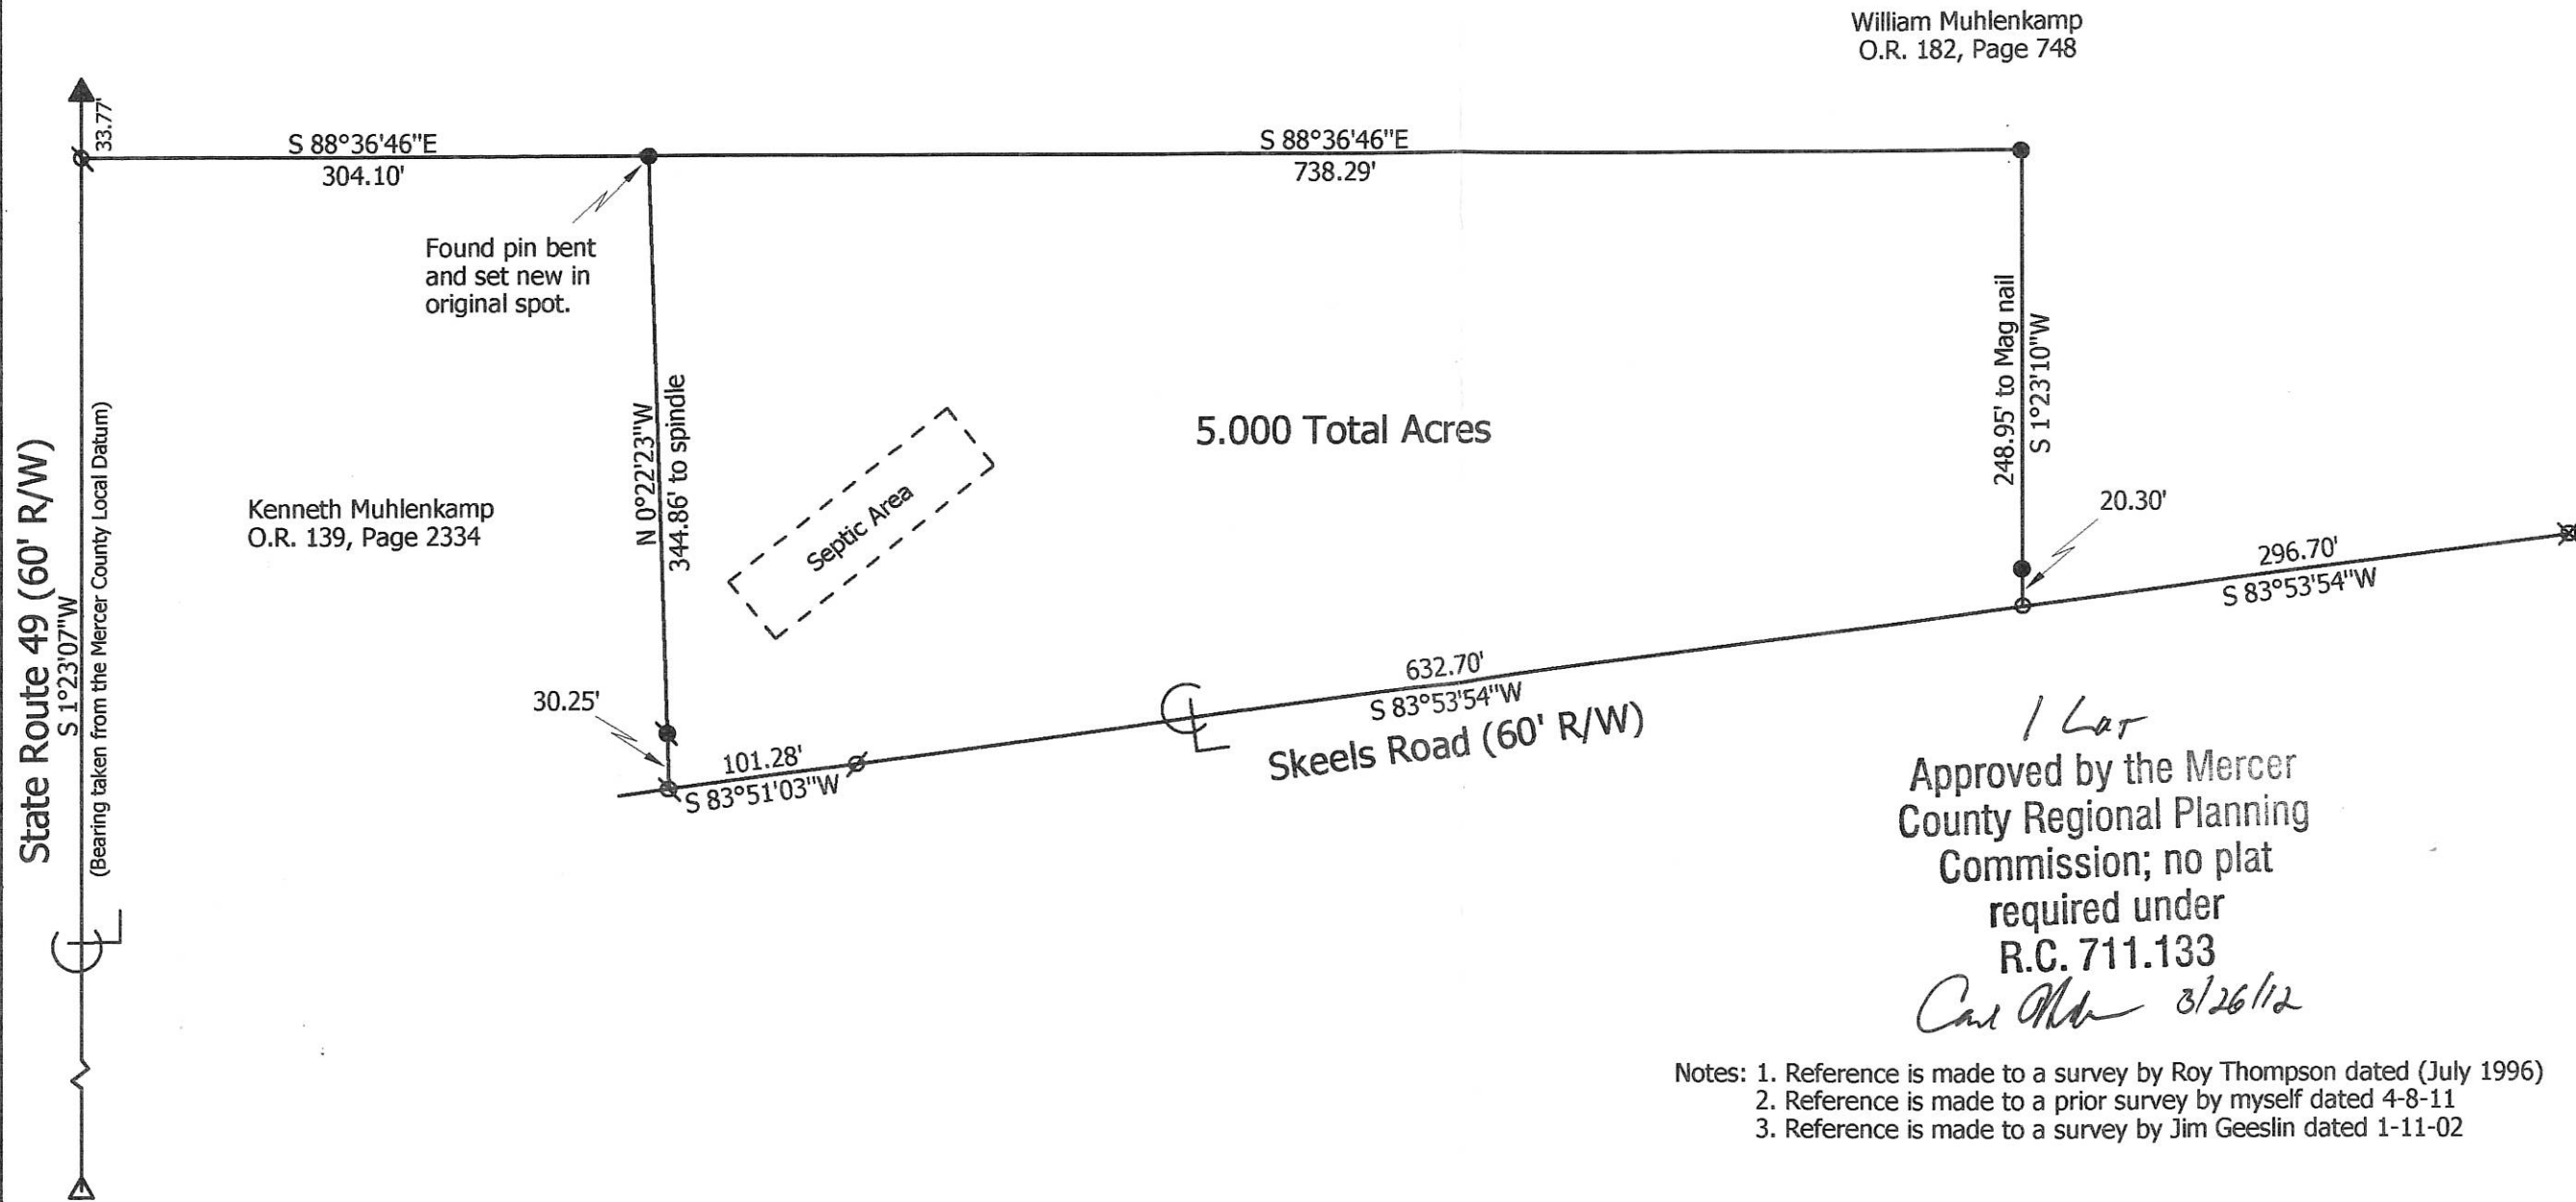 William Muhlenkamp
O.R. 182, Page 748
33.77'
S 88°36'46"E
304.10'
S 88°36'46"E
738.29'
Found pin bent
and set new in
original spot.
State Route 49 (60' R/W)
S 1°23'07"W
(Bearing taken from the Mercer County Local Datum)
Kenneth Muhlenkamp
O.R. 139, Page 2334
N 0°22'23"W
344.86' to spindle
Septic Area
5.000 Total Acres
248.95' to Mag nail
S 1°23'10"W
20.30'
296.70'
S 83°53'54"W
30.25'
101.28'
S 83°51'03"W
632.70'
S 83°53'54"W
Skeels Road (60' R/W)
1 Lot
Approved by the Mercer
County Regional Planning
Commission; no plat
required under
R.C. 711.133
3/26/12
Notes: 1. Reference is made to a survey by Roy Thompson dated (July 1996)
2. Reference is made to a prior survey by myself dated 4-8-11
3. Reference is made to a survey by Jim Geeslin dated 1-11-02